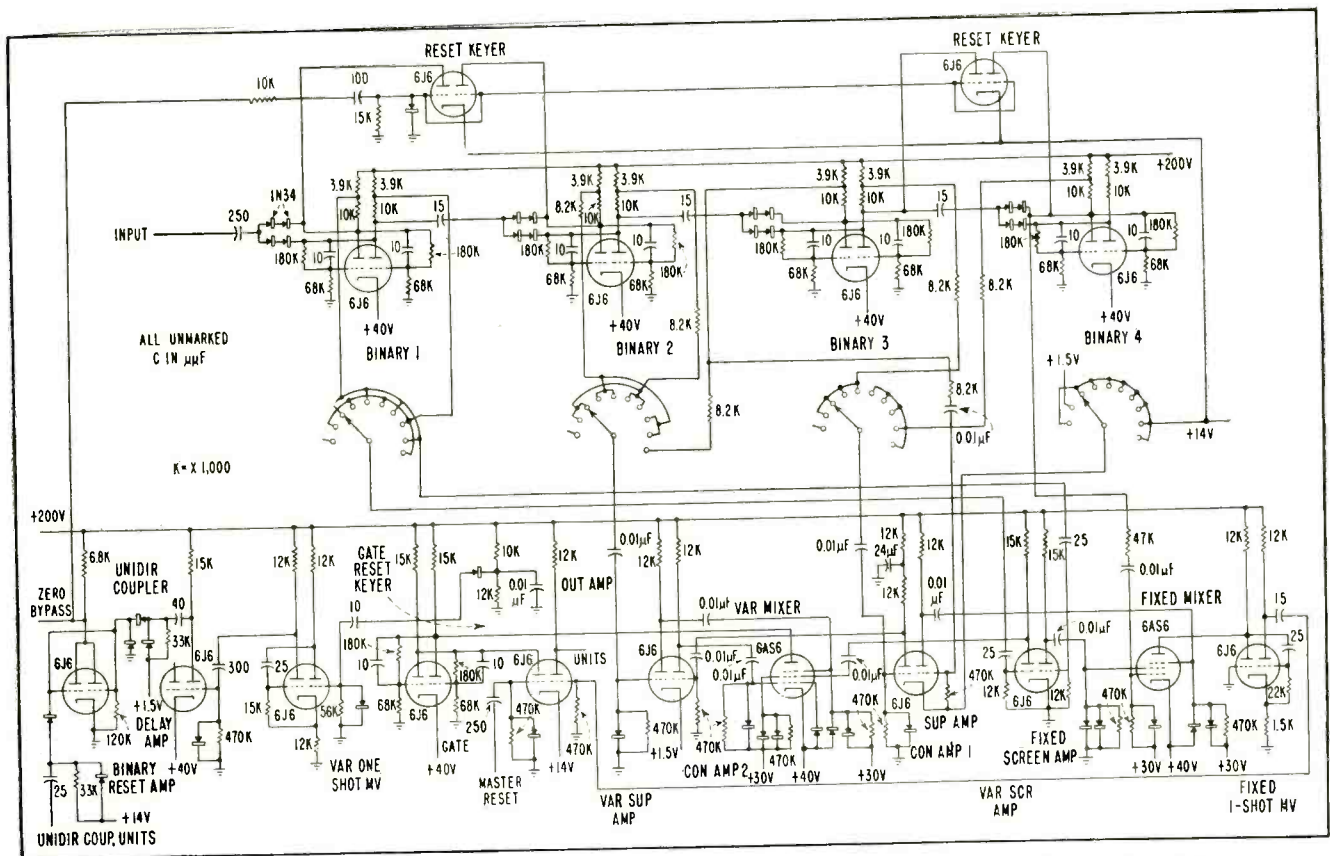 RESET KEYER
RESET KEYER
6J6
6J6
10K
100
15K
+200V
3.9K
3.9K
3.9K
3.9K
3.9K
3.9K
3.9K
3.9K
1N34
250
INPUT
10K
10K
15
8.2K
10K
15
10K
10K
15
10K
10K
180K
10
10
180K
68K
68K
6J6
+40V
BINARY 1
180K
10
10
180K
68K
68K
6J6
+40V
BINARY 2
8.2K
180K
10
10
180K
68K
68K
6J6
+40V
BINARY 3
8.2K
8.2K
180K
10
10
180K
68K
68K
6J6
+40V
BINARY 4
ALL UNMARKED
C IN µµF
8.2K
8.2K
0.01µF
+1.5V
+14V
K = X 1,000
+200V
6.8K
UNIDIR
COUPLER
15K
12K
12K
GATE
RESET
KEYER
15K
15K
10K
12K
OUT AMP
0.01
µF
12K
0.01µF
12K
12K
0.01µF
12K
24µF
12K
12K
0.01
µF
15K
15K
25
47K
0.01µF
12K
12K
ZERO
BYPASS
40
33K
10
0.01µF
VAR MIXER
0.01µF
FIXED MIXER
15
6J6
6J6
300
25
180K
10
10
180K
6J6
UNITS
0.01µF
0.01µF
6AS6
0.01µF
6J6
470K
25
6AS6
6J6
25
+1.5V
DELAY
AMP
120K
470K
15K
6J6
56K
12K
68K
6J6
68K
250
470K
470K
6J6
470K
+1.5V
470K
470K
470K
6J6
12K
6J6
12K
470K
470K
22K
1.5K
BINARY
RESET AMP
+40V
VAR ONE
SHOT MV
GATE
+40V
MASTER
RESET
+14V
VAR SUP
AMP
CON AMP 2
+30V
+40V
+30V
CON AMP 1
SUP AMP
VAR SCR
AMP
FIXED
SCREEN AMP
+30V
+40V
+30V
FIXED
1-SHOT MV
25
33K
+14V
UNIDIR COUP, UNITS